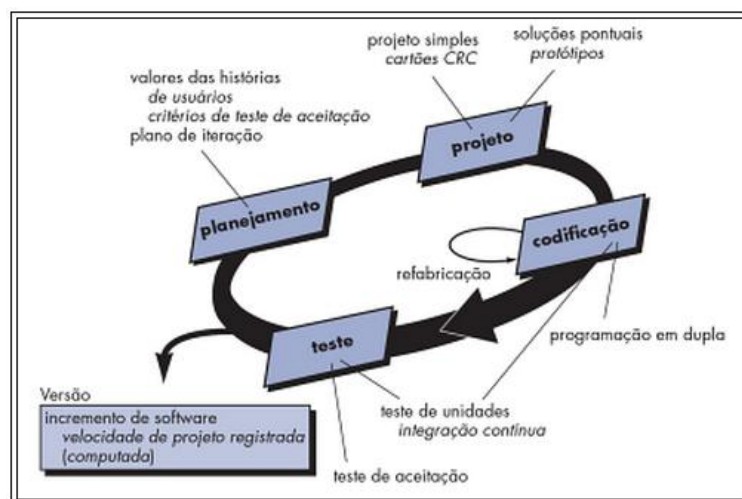 projeto simples
cartões CRC
soluções pontuais
protótipos
valores das histórias
de usuários
critérios de teste de aceitação
plano de iteração
projeto
planejamento
codificação
refabricação
programação em dupla
teste
teste de unidades
integração contínua
teste de aceitação
Versão
incremento de software
velocidade de projeto registrada
(computada)